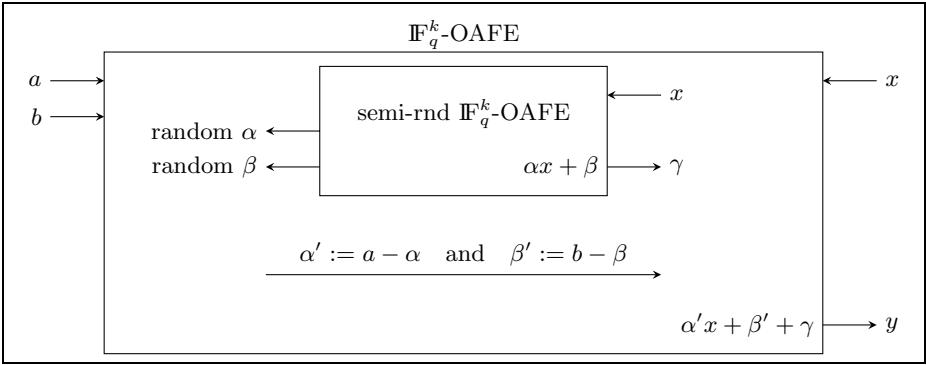 𝔽_q^k-OAFE
a
x
x
b
semi-rnd 𝔽_q^k-OAFE
random α
random β
αx + β
γ
α′ := a − α and β′ := b − β
α′x + β′ + γ
y